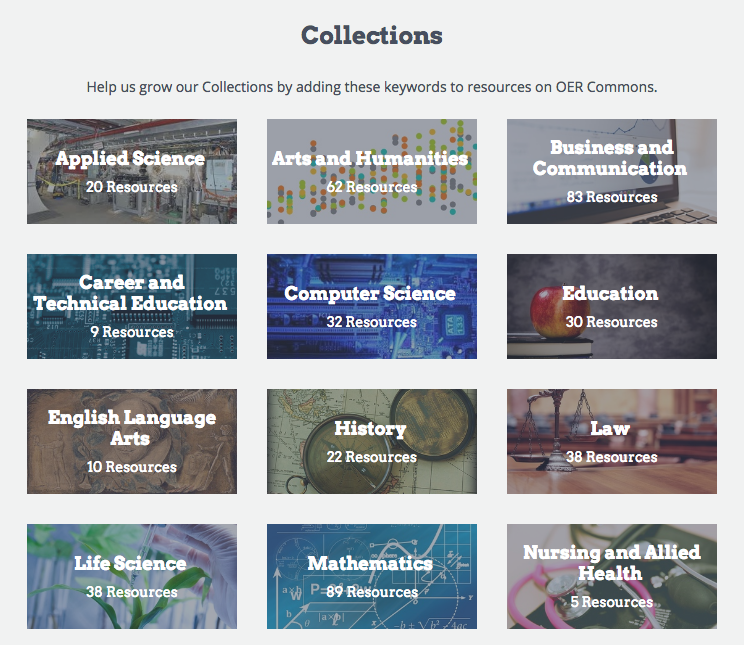 Collections
Help us grow our Collections by adding these keywords to resources on OER Commons.
Applied Science
20 Resources
Arts and Humanities
62 Resources
Business and
Communication
83 Resources
Career and
Technical Education
9 Resources
Computer Science
32 Resources
Education
30 Resources
English Language
Arts
10 Resources
History
22 Resources
Law
38 Resources
Life Science
38 Resources
Mathematics
89 Resources
Nursing and Allied
Health
5 Resources